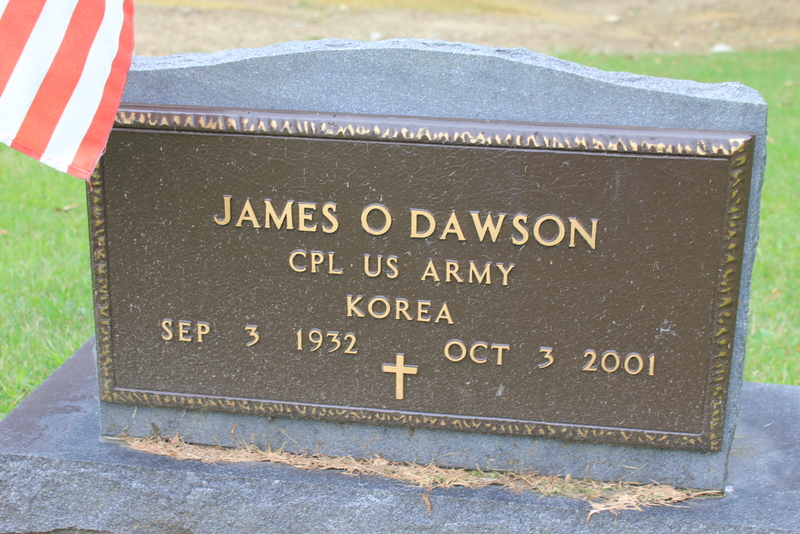 JAMES O DAWSON
CPL US ARMY
KOREA
SEP 3 1932 OCT 3 2001